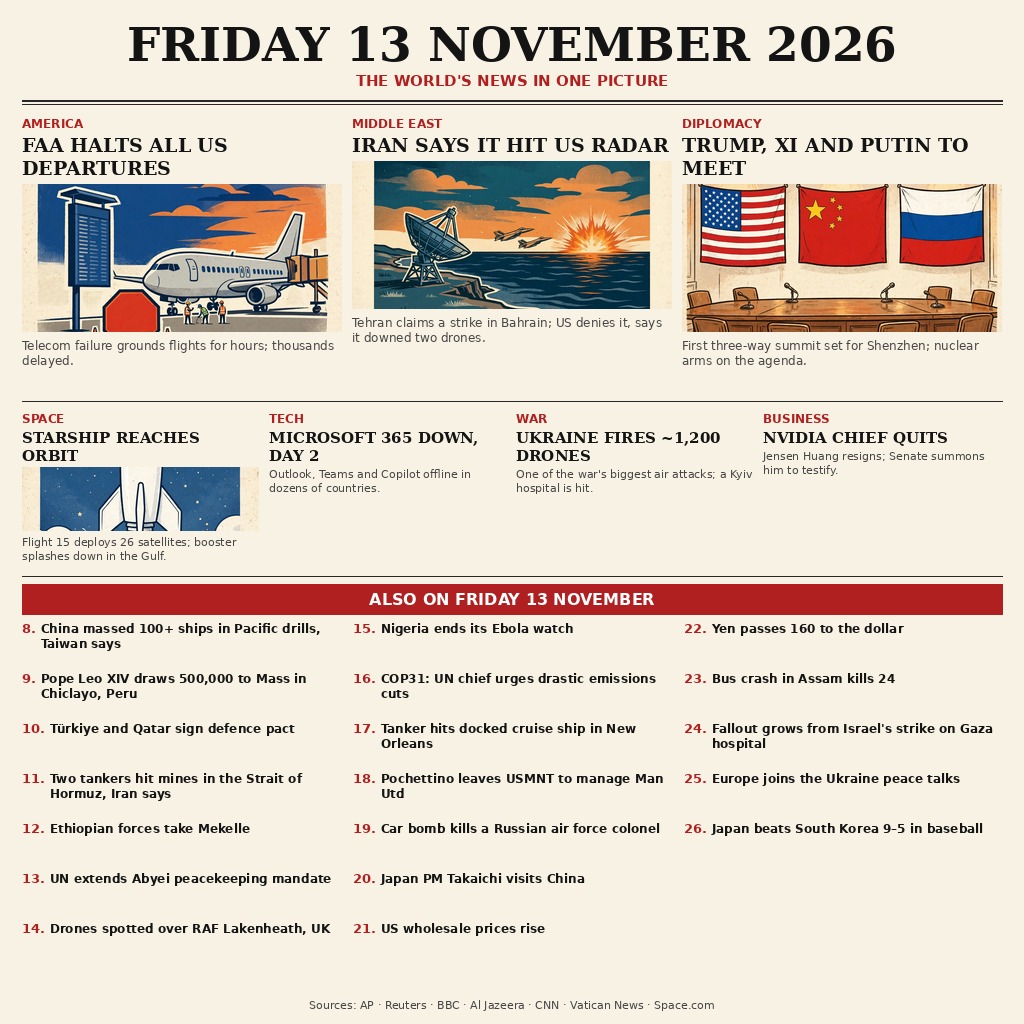 FRIDAY 13 NOVEMBER 2026
THE WORLD'S NEWS IN ONE PICTURE
AMERICA
FAA HALTS ALL US
DEPARTURES
Telecom failure grounds flights for hours; thousands
delayed.
MIDDLE EAST
IRAN SAYS IT HIT US RADAR
Tehran claims a strike in Bahrain; US denies it, says
it downed two drones.
DIPLOMACY
TRUMP, XI AND PUTIN TO
MEET
First three-way summit set for Shenzhen; nuclear
arms on the agenda.
SPACE
STARSHIP REACHES
ORBIT
Flight 15 deploys 26 satellites; booster
splashes down in the Gulf.
TECH
MICROSOFT 365 DOWN,
DAY 2
Outlook, Teams and Copilot offline in
dozens of countries.
WAR
UKRAINE FIRES ~1,200
DRONES
One of the war's biggest air attacks; a Kyiv
hospital is hit.
BUSINESS
NVIDIA CHIEF QUITS
Jensen Huang resigns; Senate summons
him to testify.
ALSO ON FRIDAY 13 NOVEMBER
8. China massed 100+ ships in Pacific drills,
Taiwan says
9. Pope Leo XIV draws 500,000 to Mass in
Chiclayo, Peru
10. Türkiye and Qatar sign defence pact
11. Two tankers hit mines in the Strait of
Hormuz, Iran says
12. Ethiopian forces take Mekelle
13. UN extends Abyei peacekeeping mandate
14. Drones spotted over RAF Lakenheath, UK
15. Nigeria ends its Ebola watch
16. COP31: UN chief urges drastic emissions
cuts
17. Tanker hits docked cruise ship in New
Orleans
18. Pochettino leaves USMNT to manage Man
Utd
19. Car bomb kills a Russian air force colonel
20. Japan PM Takaichi visits China
21. US wholesale prices rise
22. Yen passes 160 to the dollar
23. Bus crash in Assam kills 24
24. Fallout grows from Israel's strike on Gaza
hospital
25. Europe joins the Ukraine peace talks
26. Japan beats South Korea 9–5 in baseball
Sources: AP · Reuters · BBC · Al Jazeera · CNN · Vatican News · Space.com